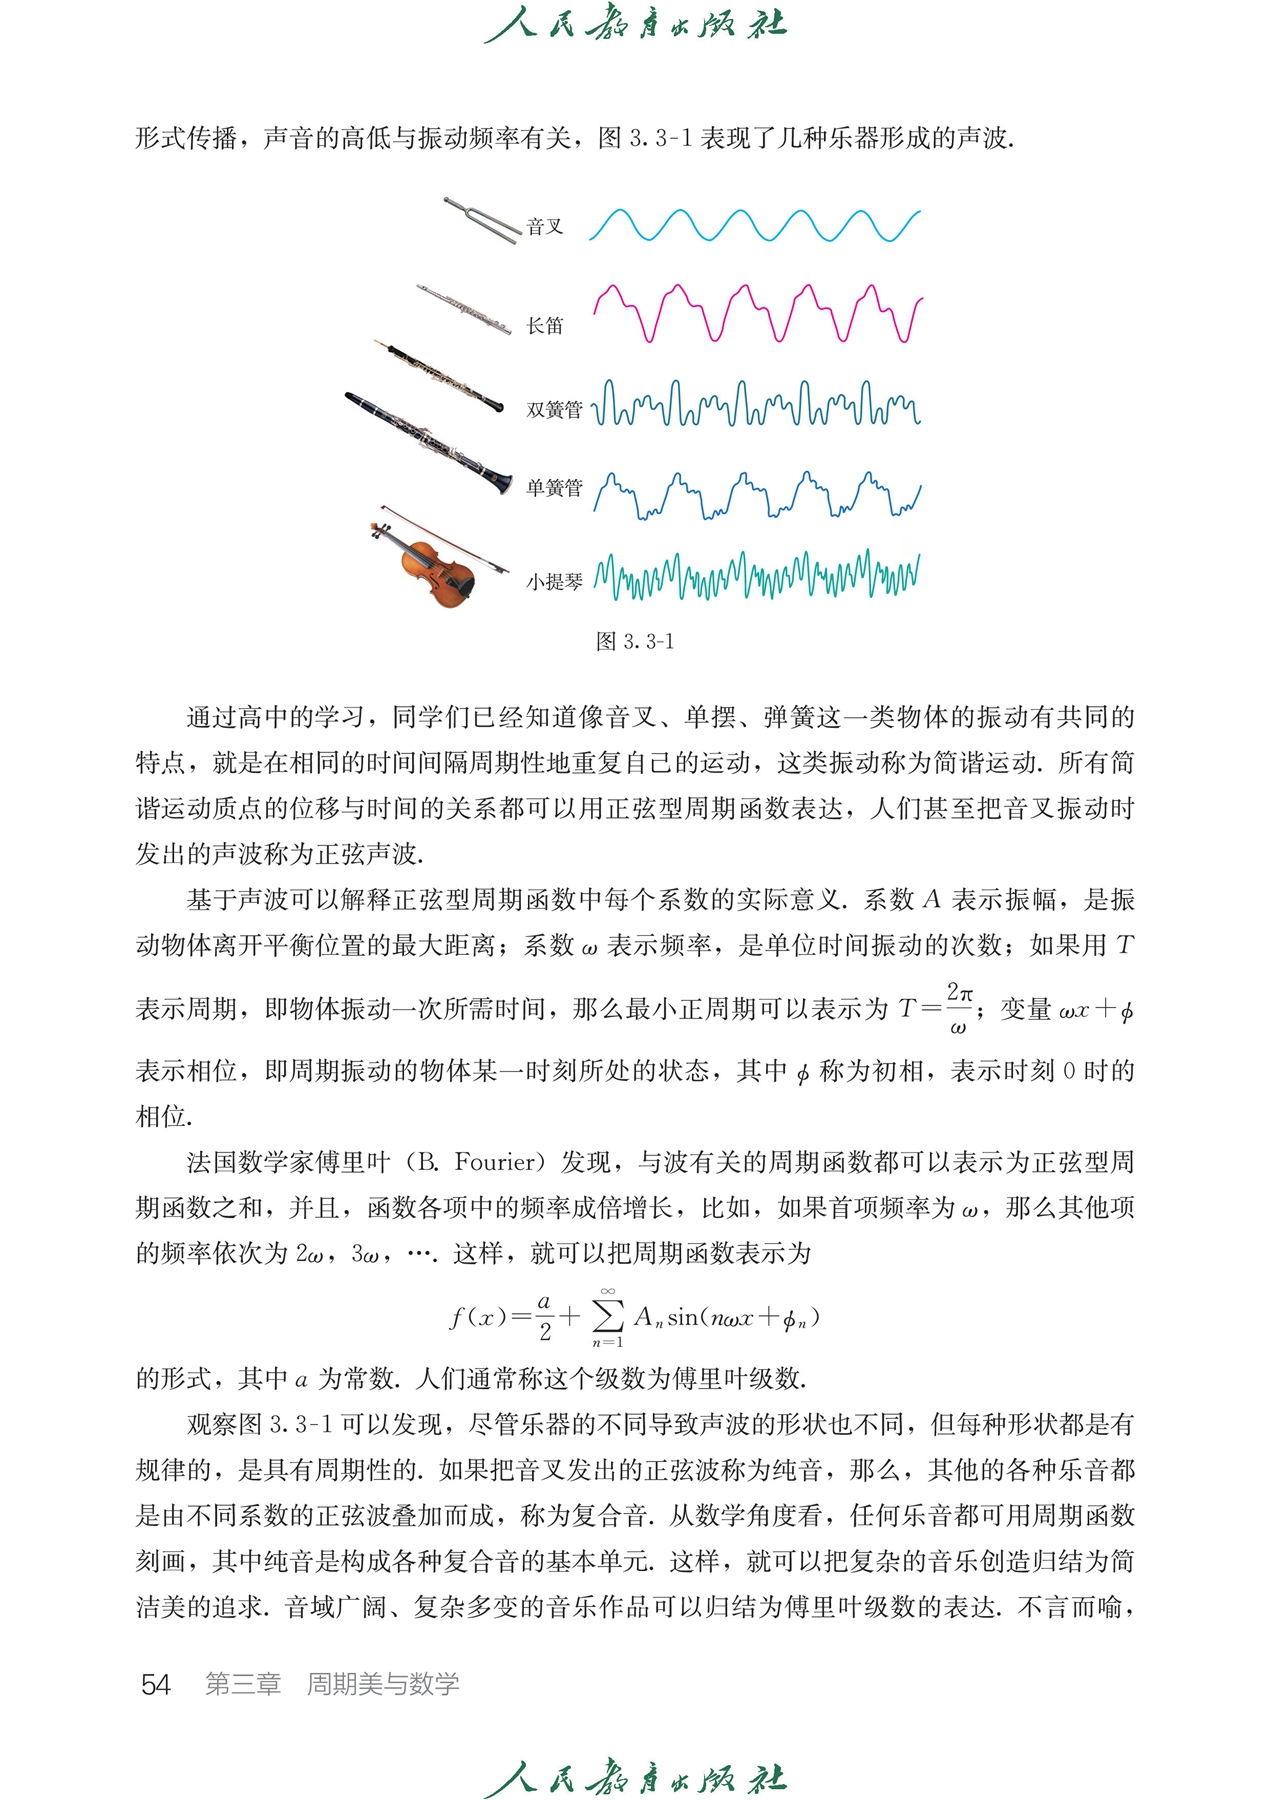 人民教育出版社
形式传播，声音的高低与振动频率有关，图 3.3-1 表现了几种乐器形成的声波.
音叉
长笛
双簧管
单簧管
小提琴
图 3.3-1
通过高中的学习，同学们已经知道像音叉、单摆、弹簧这一类物体的振动有共同的
特点，就是在相同的时间间隔周期性地重复自己的运动，这类振动称为简谐运动. 所有简
谐运动质点的位移与时间的关系都可以用正弦型周期函数表达，人们甚至把音叉振动时
发出的声波称为正弦声波.
基于声波可以解释正弦型周期函数中每个系数的实际意义. 系数 A 表示振幅，是振
动物体离开平衡位置的最大距离；系数 ω 表示频率，是单位时间振动的次数；如果用 T
表示周期，即物体振动一次所需时间，那么最小正周期可以表示为 T=2π/ω；变量 ωx+ϕ
表示相位，即周期振动的物体某一时刻所处的状态，其中 ϕ 称为初相，表示时刻 0 时的
相位.
法国数学家傅里叶（B. Fourier）发现，与波有关的周期函数都可以表示为正弦型周
期函数之和，并且，函数各项中的频率成倍增长，比如，如果首项频率为 ω，那么其他项
的频率依次为 2ω，3ω，…. 这样，就可以把周期函数表示为
f(x)=a/2+∑_{n=1}^{∞} A_n sin(nωx+ϕ_n)
的形式，其中 a 为常数. 人们通常称这个级数为傅里叶级数.
观察图 3.3-1 可以发现，尽管乐器的不同导致声波的形状也不同，但每种形状都是有
规律的，是具有周期性的. 如果把音叉发出的正弦波称为纯音，那么，其他的各种乐音都
是由不同系数的正弦波叠加而成，称为复合音. 从数学角度看，任何乐音都可用周期函数
刻画，其中纯音是构成各种复合音的基本单元. 这样，就可以把复杂的音乐创造归结为简
洁美的追求. 音域广阔、复杂多变的音乐作品可以归结为傅里叶级数的表达. 不言而喻，
54 第三章 周期美与数学
人民教育出版社